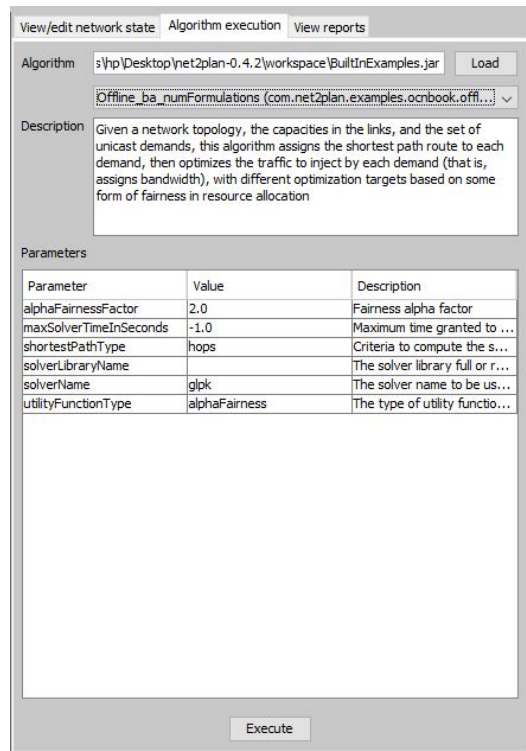 View/edit network state Algorithm execution View reports
Algorithm s\hp\Desktop\net2plan-0.4.2\workspace\BuiltInExamples.jar Load
Offline_ba_numFormulations (com.net2plan.examples.ocnbook.offl...
Description Given a network topology, the capacities in the links, and the set of
unicast demands, this algorithm assigns the shortest path route to each
demand, then optimizes the traffic to inject by each demand (that is,
assigns bandwidth), with different optimization targets based on some
form of fairness in resource allocation
Parameters
Parameter Value Description
alphaFairnessFactor 2.0 Fairness alpha factor
maxSolverTimeInSeconds -1.0 Maximum time granted to ...
shortestPathType hops Criteria to compute the s...
solverLibraryName The solver library full or r...
solverName glpk The solver name to be us...
utilityFunctionType alphaFairness The type of utility functio...
Execute